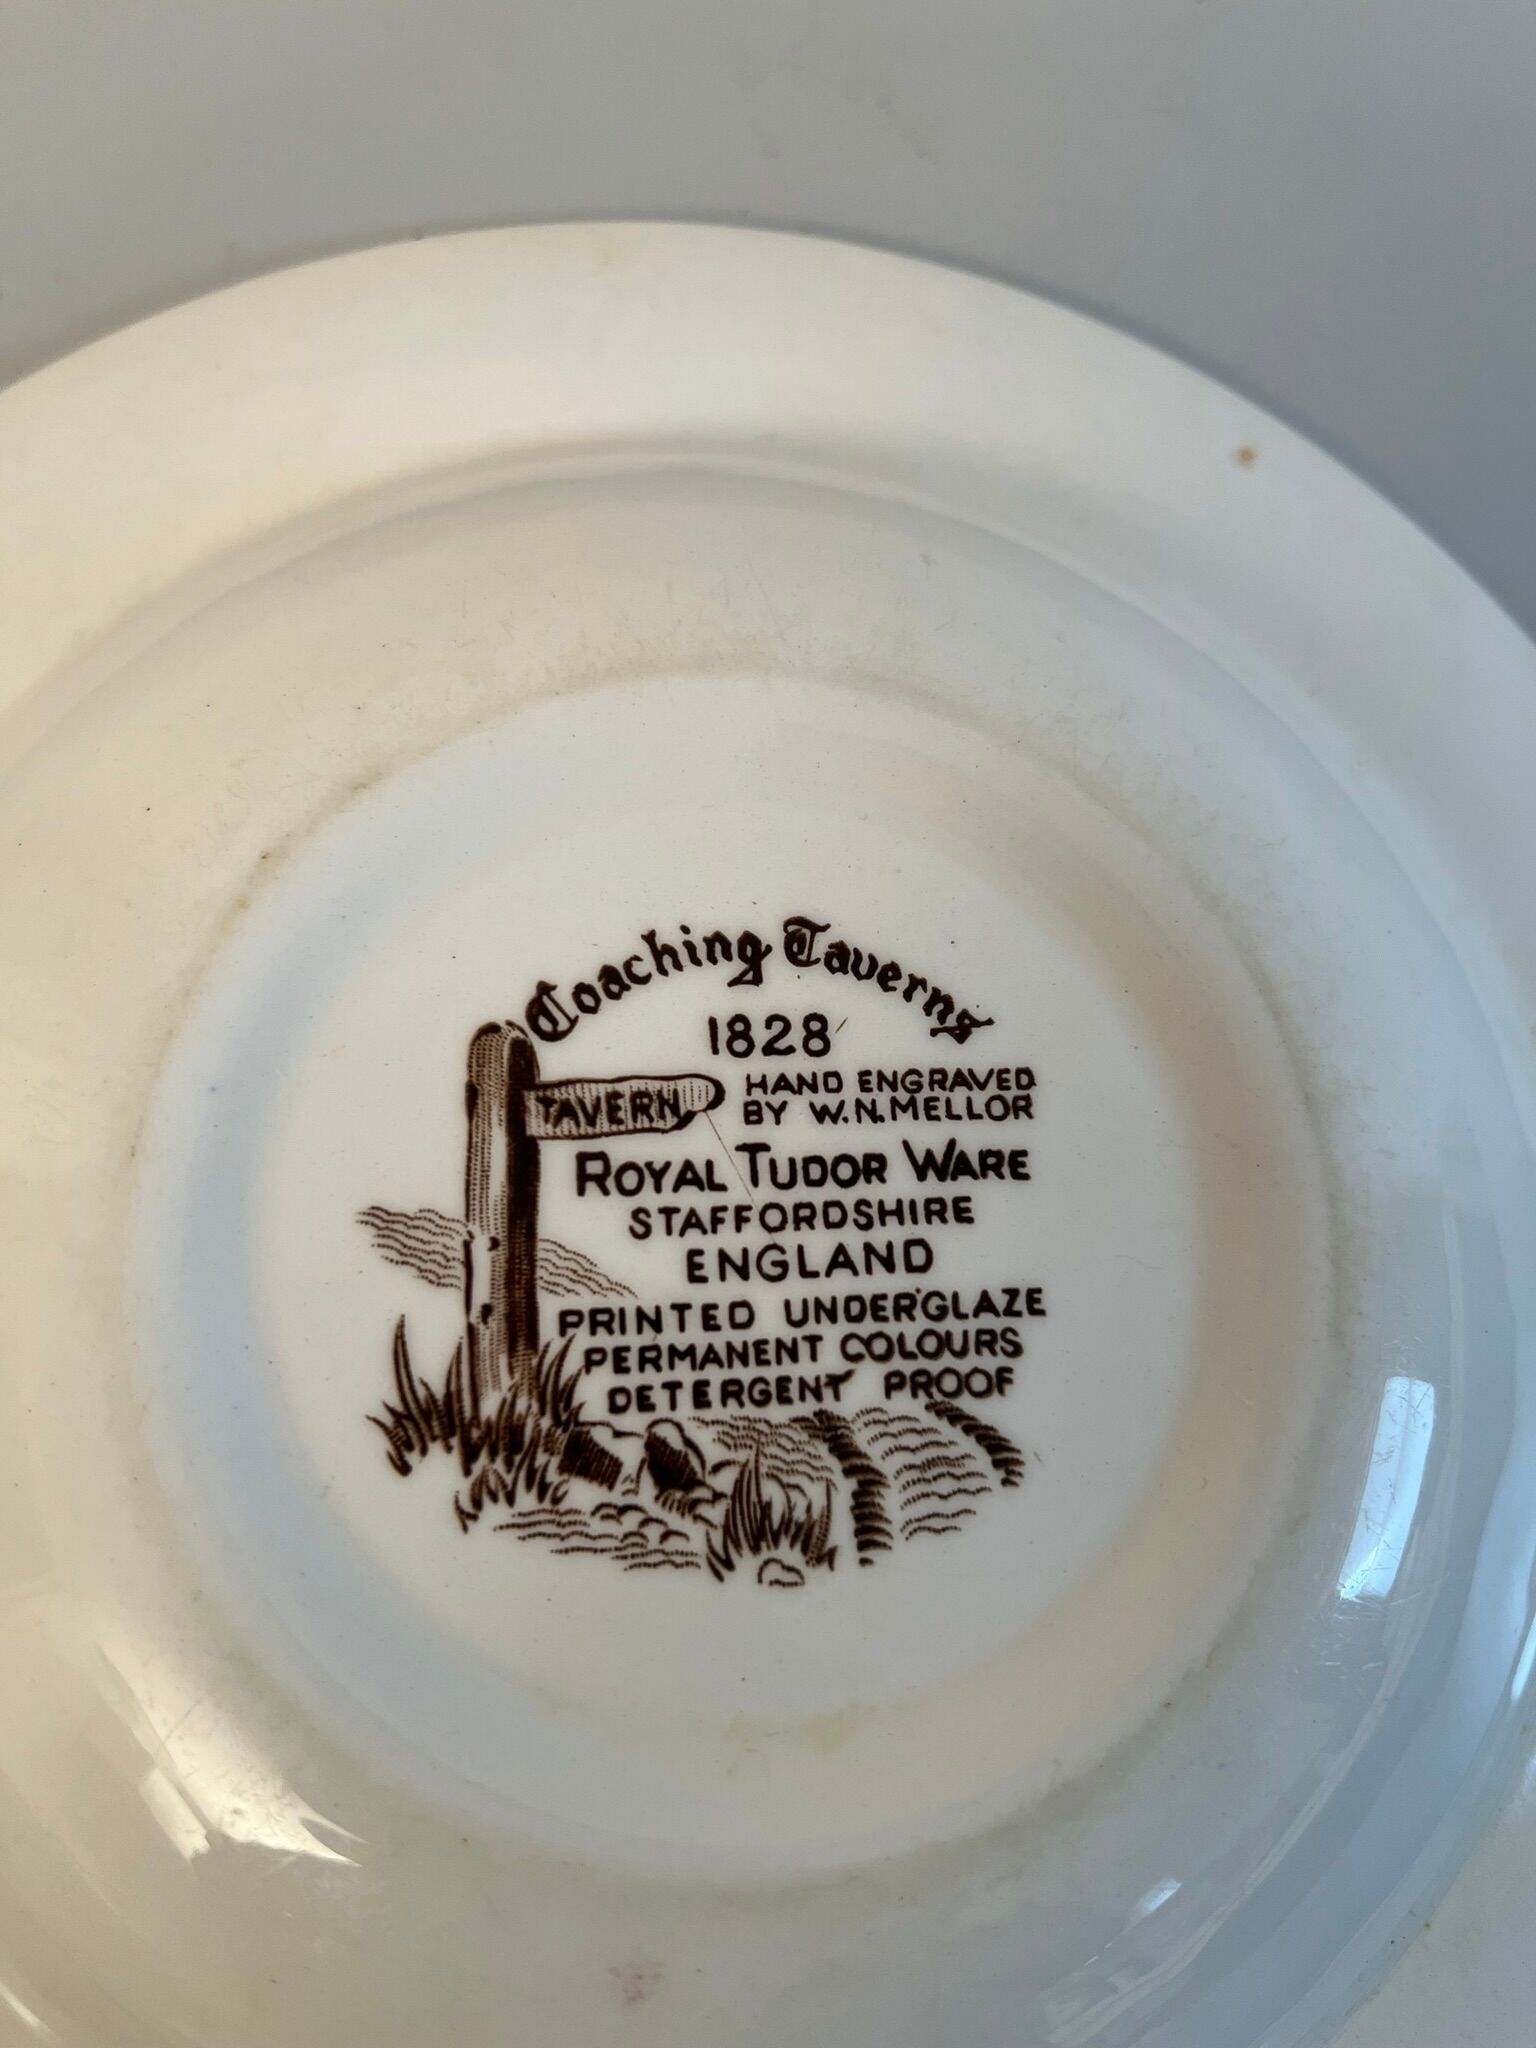 Coaching Taverns
1828
TAVERN
HAND ENGRAVED
BY W.N.MELLOR
ROYAL TUDOR WARE
STAFFORDSHIRE
ENGLAND
PRINTED UNDERGLAZE
PERMANENT COLOURS
DETERGENT PROOF